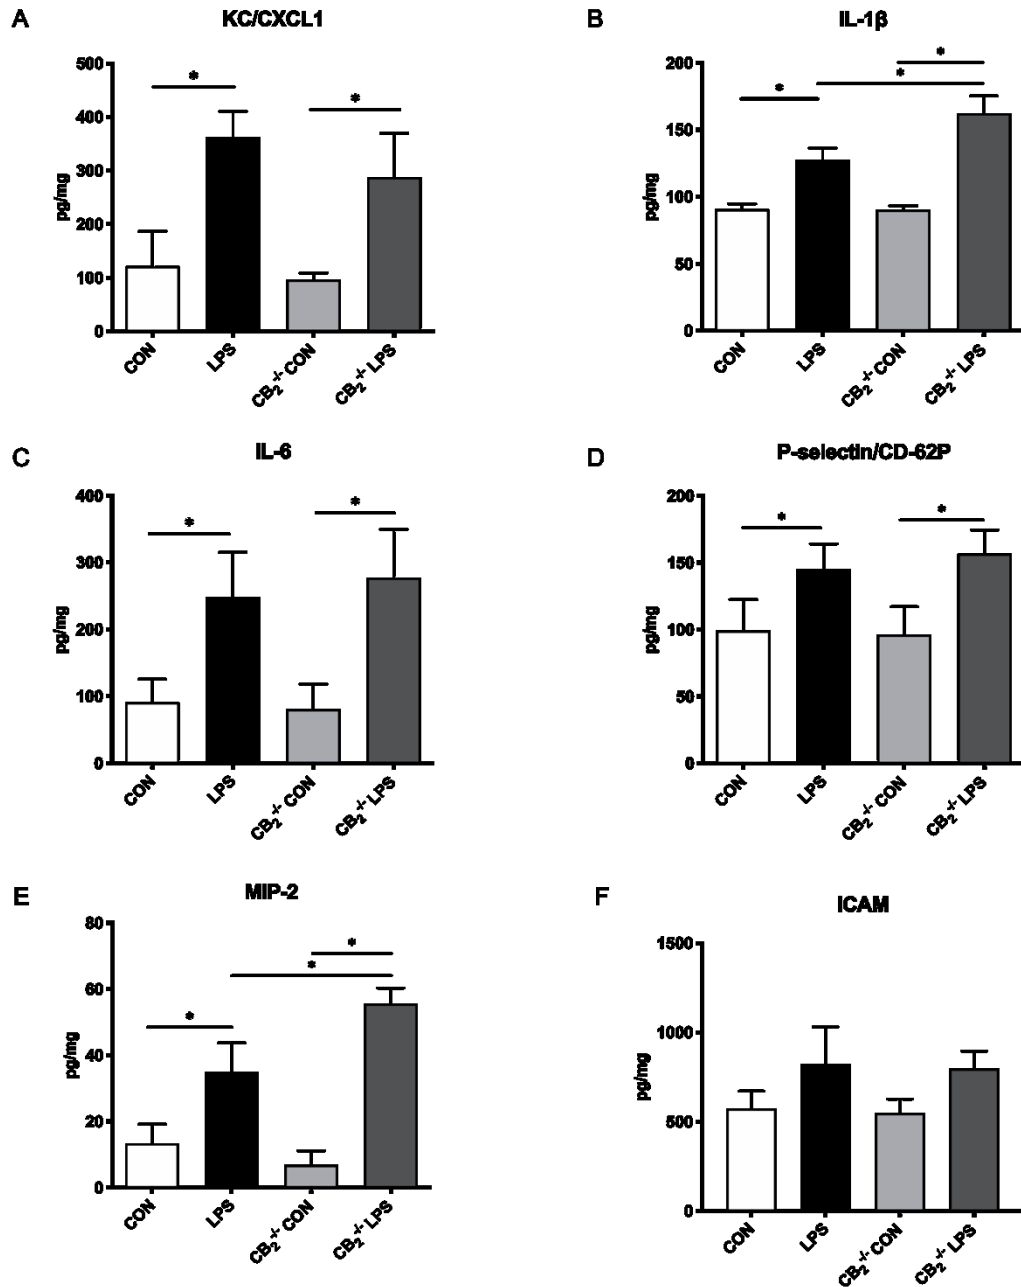 A
KC/CXCL1
500
400
300
200
100
0
pg/mg
*
*
CON
LPS
CB₂⁻/⁻ CON
CB₂⁻/⁻ LPS
B
IL-1β
200
150
100
50
0
pg/mg
*
*
*
CON
LPS
CB₂⁻/⁻ CON
CB₂⁻/⁻ LPS
C
IL-6
400
300
200
100
0
pg/mg
*
*
CON
LPS
CB₂⁻/⁻ CON
CB₂⁻/⁻ LPS
D
P-selectin/CD-62P
200
150
100
50
0
pg/mg
*
*
CON
LPS
CB₂⁻/⁻ CON
CB₂⁻/⁻ LPS
E
MIP-2
80
60
40
20
0
pg/mg
*
*
*
CON
LPS
CB₂⁻/⁻ CON
CB₂⁻/⁻ LPS
F
ICAM
1500
1000
500
0
pg/mg
CON
LPS
CB₂⁻/⁻ CON
CB₂⁻/⁻ LPS